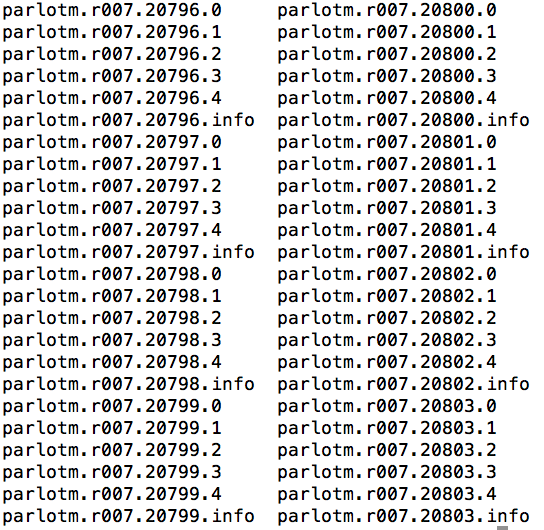 parlotm.r007.20796.0 parlotm.r007.20800.0
parlotm.r007.20796.1 parlotm.r007.20800.1
parlotm.r007.20796.2 parlotm.r007.20800.2
parlotm.r007.20796.3 parlotm.r007.20800.3
parlotm.r007.20796.4 parlotm.r007.20800.4
parlotm.r007.20796.info parlotm.r007.20800.info
parlotm.r007.20797.0 parlotm.r007.20801.0
parlotm.r007.20797.1 parlotm.r007.20801.1
parlotm.r007.20797.2 parlotm.r007.20801.2
parlotm.r007.20797.3 parlotm.r007.20801.3
parlotm.r007.20797.4 parlotm.r007.20801.4
parlotm.r007.20797.info parlotm.r007.20801.info
parlotm.r007.20798.0 parlotm.r007.20802.0
parlotm.r007.20798.1 parlotm.r007.20802.1
parlotm.r007.20798.2 parlotm.r007.20802.2
parlotm.r007.20798.3 parlotm.r007.20802.3
parlotm.r007.20798.4 parlotm.r007.20802.4
parlotm.r007.20798.info parlotm.r007.20802.info
parlotm.r007.20799.0 parlotm.r007.20803.0
parlotm.r007.20799.1 parlotm.r007.20803.1
parlotm.r007.20799.2 parlotm.r007.20803.2
parlotm.r007.20799.3 parlotm.r007.20803.3
parlotm.r007.20799.4 parlotm.r007.20803.4
parlotm.r007.20799.info parlotm.r007.20803.info